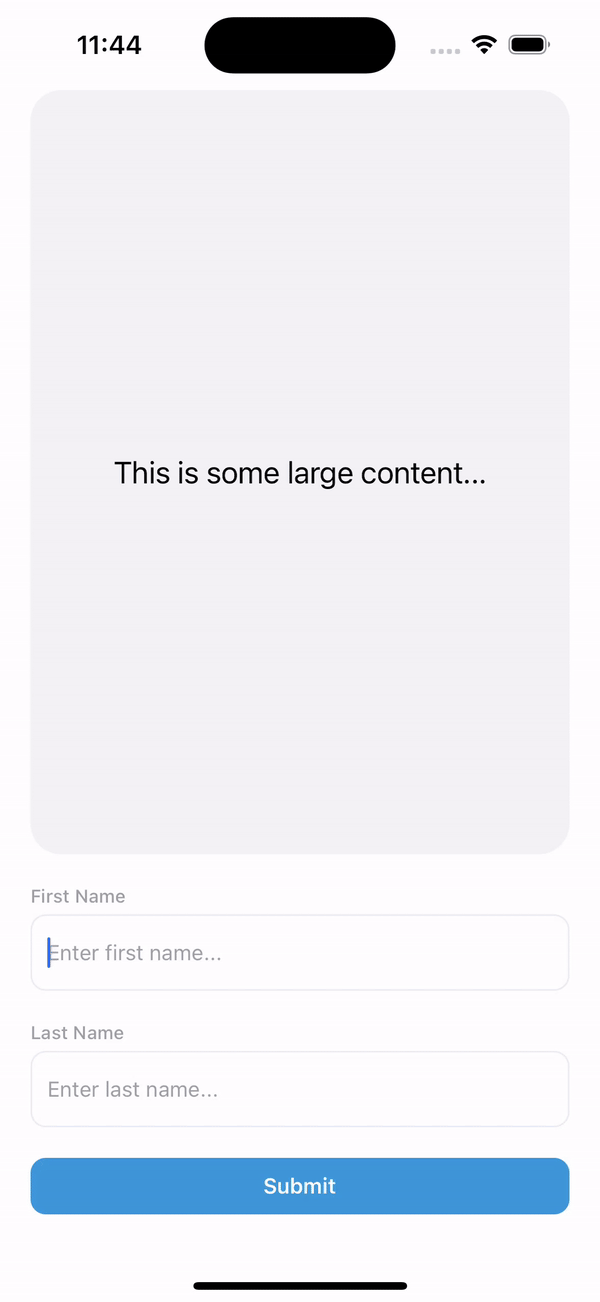 11:44
This is some large content...
First Name
Enter first name...
Last Name
Enter last name...
Submit